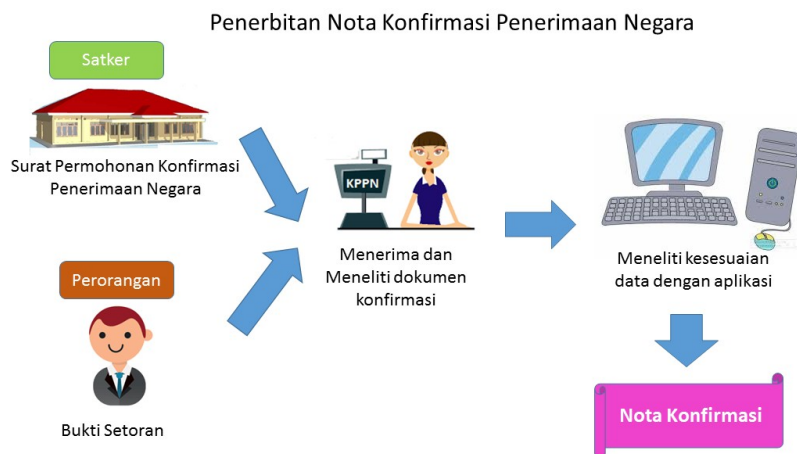 Penerbitan Nota Konfirmasi Penerimaan Negara
Satker
Surat Permohonan Konfirmasi
Penerimaan Negara
KPPN
Menerima dan
Meneliti dokumen
konfirmasi
Meneliti kesesuaian
data dengan aplikasi
Perorangan
Bukti Setoran
Nota Konfirmasi